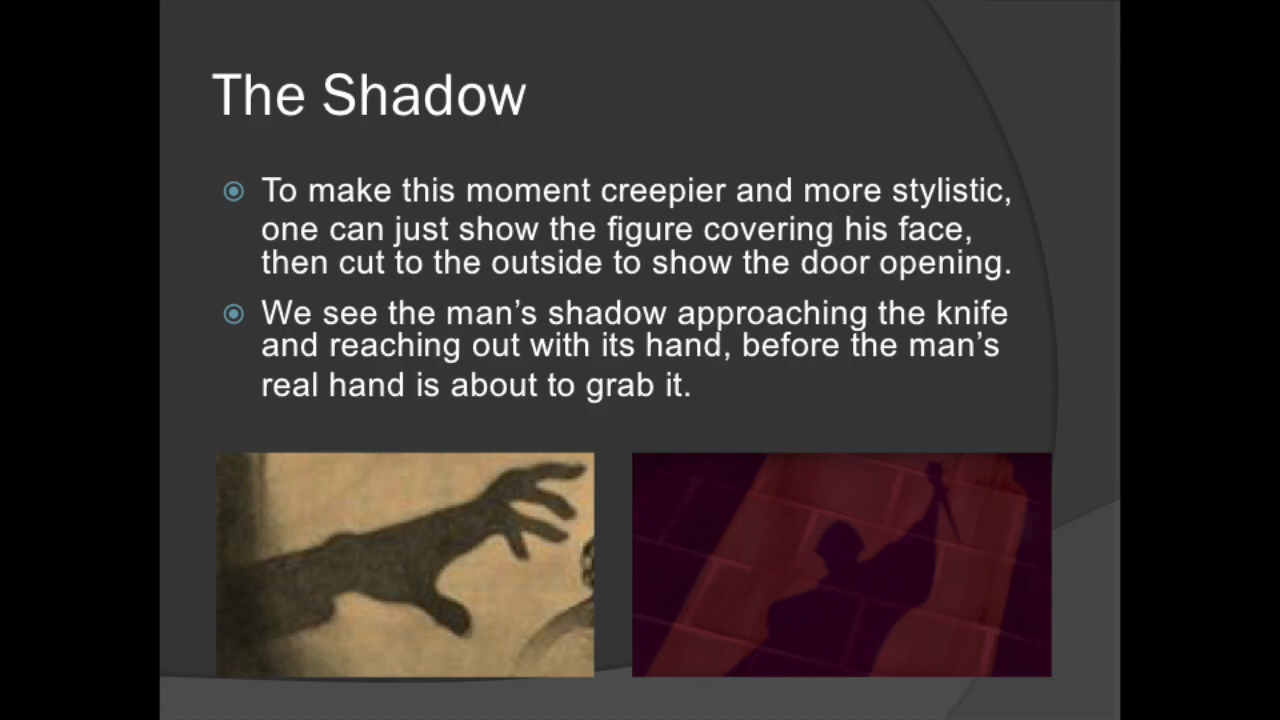 The Shadow
To make this moment creepier and more stylistic,
one can just show the figure covering his face,
then cut to the outside to show the door opening.
We see the man’s shadow approaching the knife
and reaching out with its hand, before the man’s
real hand is about to grab it.